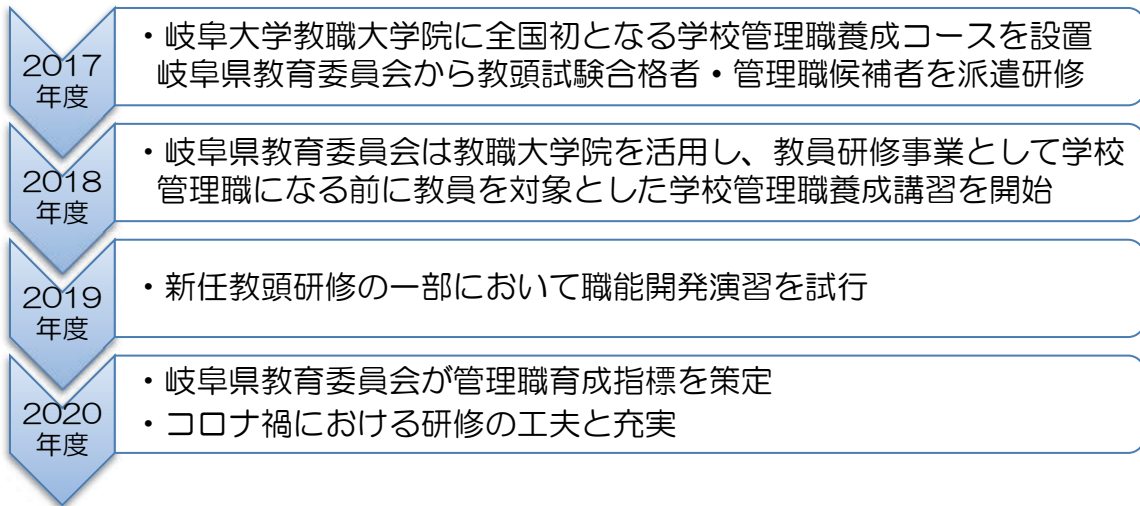 2017
年度
・岐阜大学教職大学院に全国初となる学校管理職養成コースを設置
岐阜県教育委員会から教頭試験合格者・管理職候補者を派遣研修
2018
年度
・岐阜県教育委員会は教職大学院を活用し、教員研修事業として学校
管理職になる前に教員を対象とした学校管理職養成講習を開始
2019
年度
・新任教頭研修の一部において職能開発演習を試行
2020
年度
・岐阜県教育委員会が管理職育成指標を策定
・コロナ禍における研修の工夫と充実